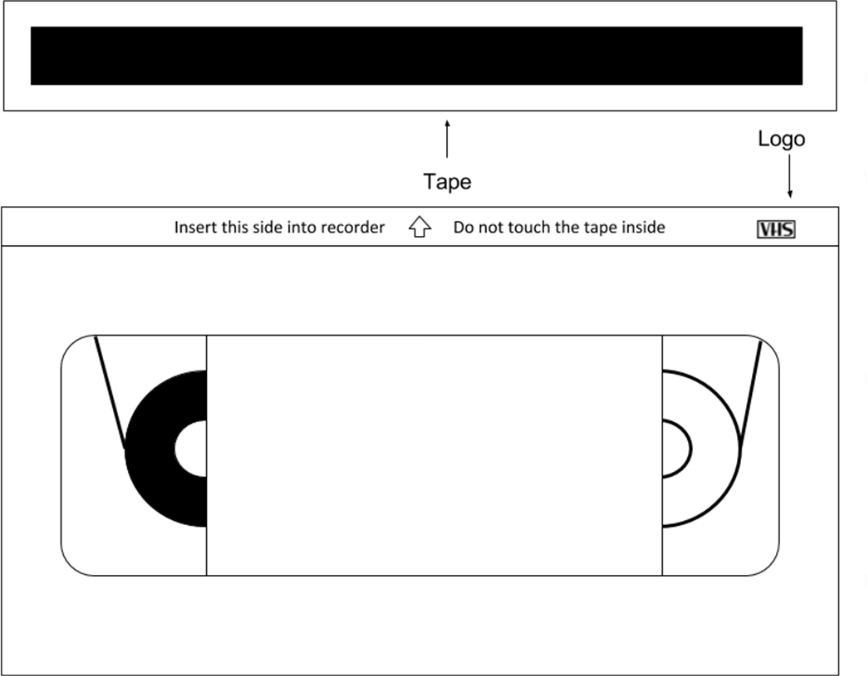 Logo
Tape
Insert this side into recorder Do not touch the tape inside VHS